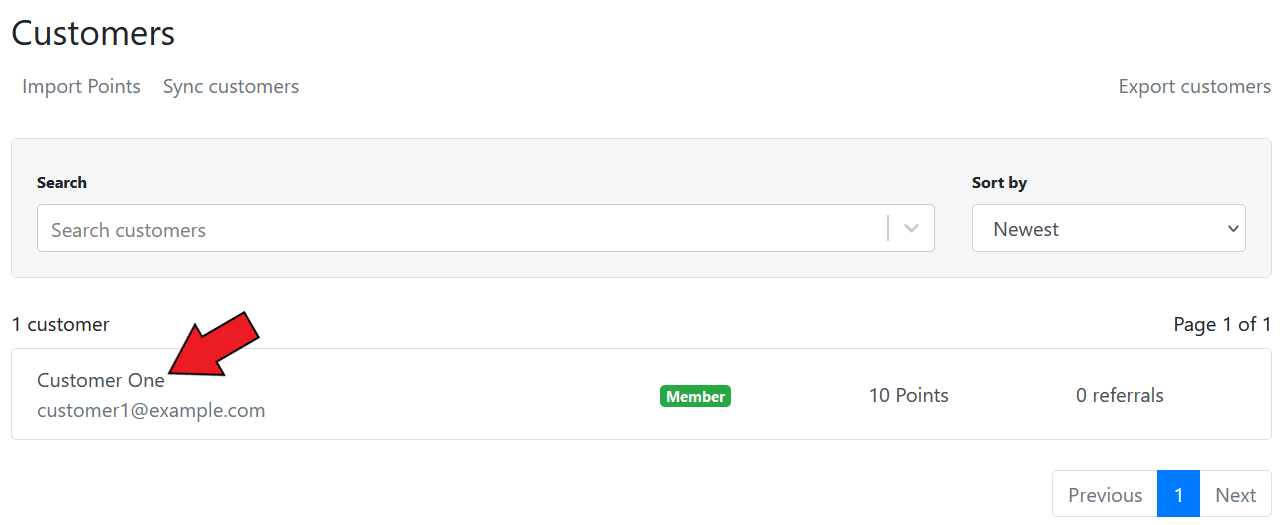 Customers
Import Points Sync customers Export customers
Search Sort by
Search customers Newest
1 customer Page 1 of 1
Customer One
customer1@example.com
Member 10 Points 0 referrals
Previous 1 Next